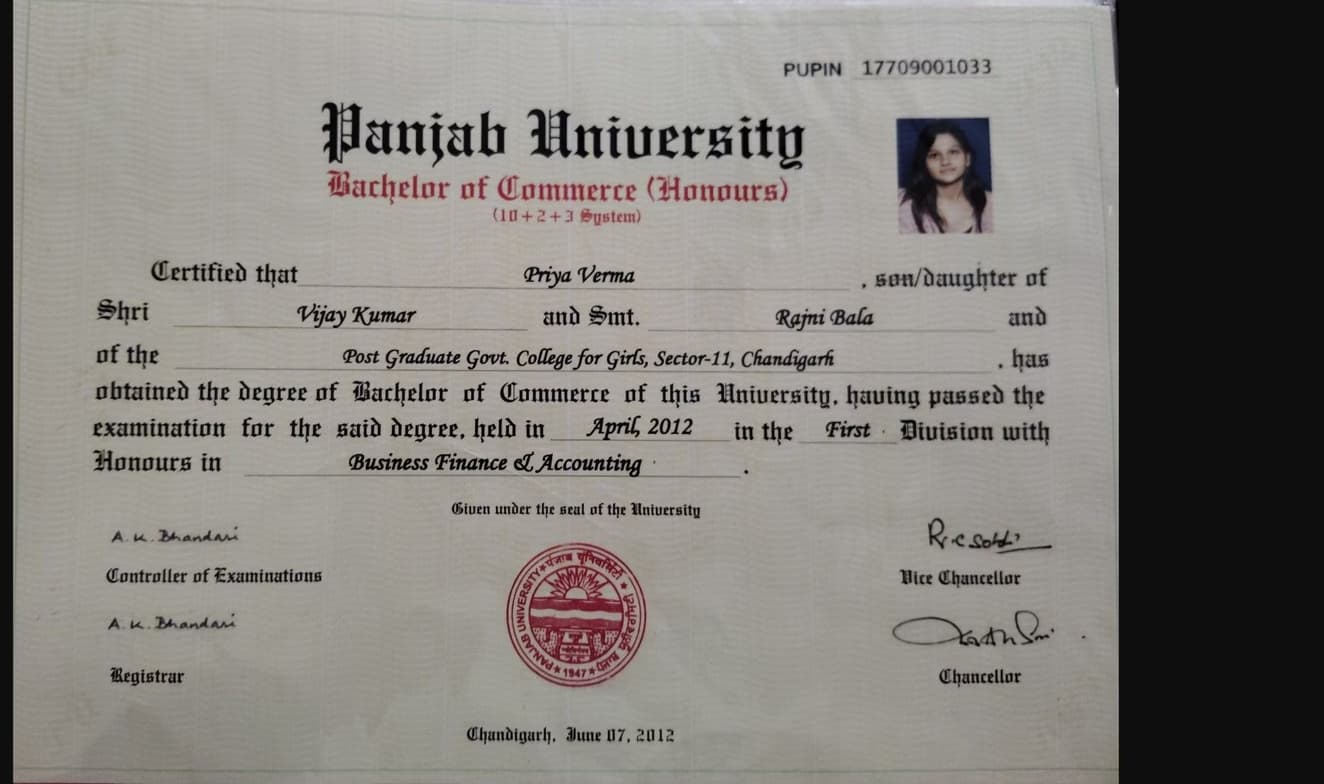 PUPIN 17709001033
Panjab University
Bachelor of Commerce (Honours)
(10+2+3 System)
Certified that Priya Verma , son/daughter of
Shri Vijay Kumar and Smt. Rajni Bala and
of the Post Graduate Govt. College for Girls, Sector-11, Chandigarh , has
obtained the degree of Bachelor of Commerce of this University, having passed the
examination for the said degree, held in April, 2012 in the First Division with
Honours in Business Finance & Accounting .
Given under the seal of the University
A. K. Bhandari
Controller of Examinations
Vice Chancellor
PANJAB UNIVERSITY * पंजाब यूनिवर्सिटी * ਪੰਜਾਬ ਯੂਨੀਵਰਸਿਟੀ * 1947 *
A. K. Bhandari
Registrar
Chancellor
Chandigarh, June 07, 2012